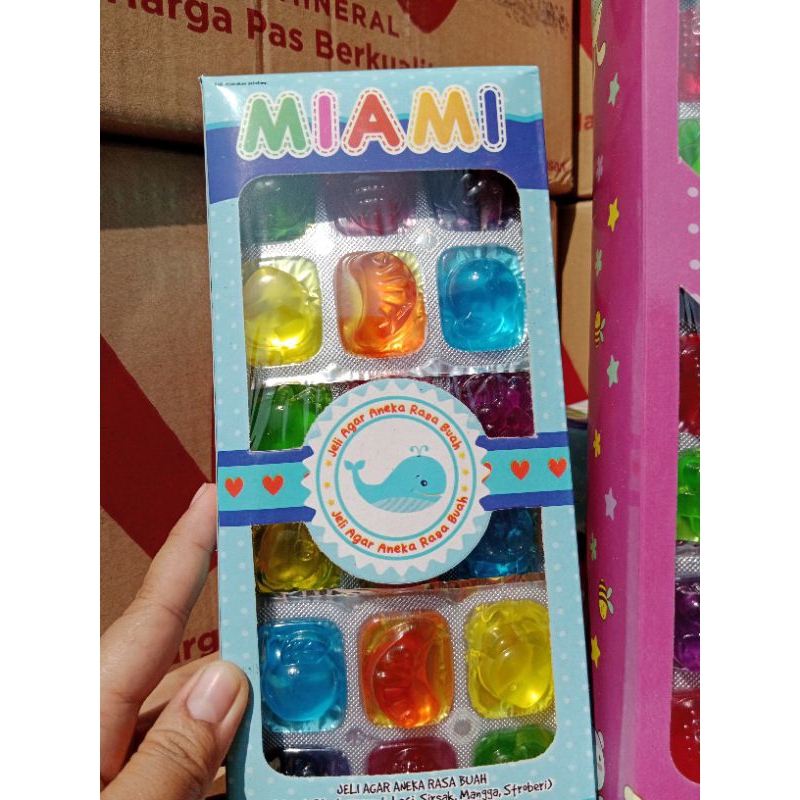 MINERAL
Harga Pas Berkuali
MIAMI
Jeli Agar Aneka Rasa Buah
Jeli Agar Aneka Rasa Buah
JELI AGAR ANEKA RASA BUAH
Sirsak, Mangga, Stroberi)